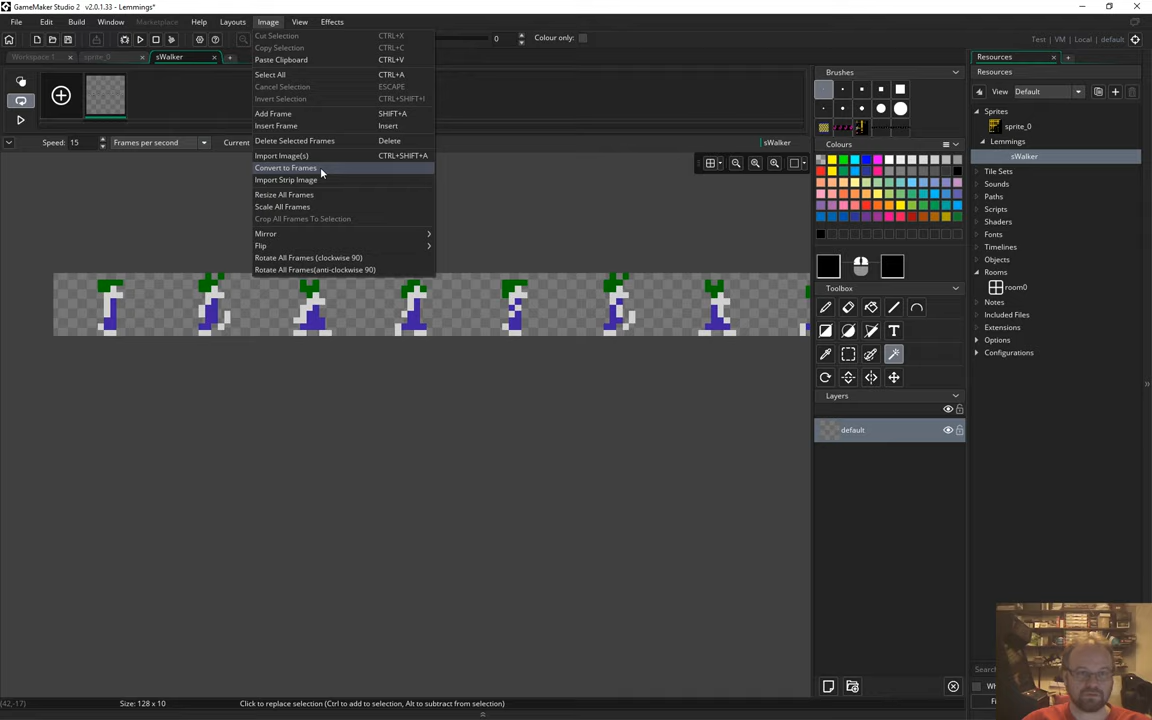 GameMaker Studio 2 v2.0.1.33 - Lemmings*
File Edit Build Window Marketplace Help Layouts Image View Effects
0 Colour only:
Test | VM | Local | default
Workspace 1 sprite_0 sWalker
Cut Selection CTRL+X
Copy Selection CTRL+C
Paste Clipboard CTRL+V
Select All CTRL+A
Cancel Selection ESCAPE
Invert Selection CTRL+SHIFT+I
Add Frame SHIFT+A
Insert Frame Insert
Delete Selected Frames Delete
Import Image(s) CTRL+SHIFT+A
Convert to Frames
Import Strip Image
Resize All Frames
Scale All Frames
Crop All Frames To Selection
Mirror
Flip
Rotate All Frames (clockwise 90)
Rotate All Frames(anti-clockwise 90)
Speed: 15 Frames per second Current
sWalker
Brushes
Colours
Toolbox
T
Layers
default
Resources
Resources
View Default
Sprites
sprite_0
Lemmings
sWalker
Tile Sets
Sounds
Paths
Scripts
Shaders
Fonts
Timelines
Objects
Rooms
room0
Notes
Included Files
Extensions
Options
Configurations
Search
Wh
Fi
(42,-17) Size: 128 x 10 Click to replace selection (Ctrl to add to selection, Alt to subtract from selection)